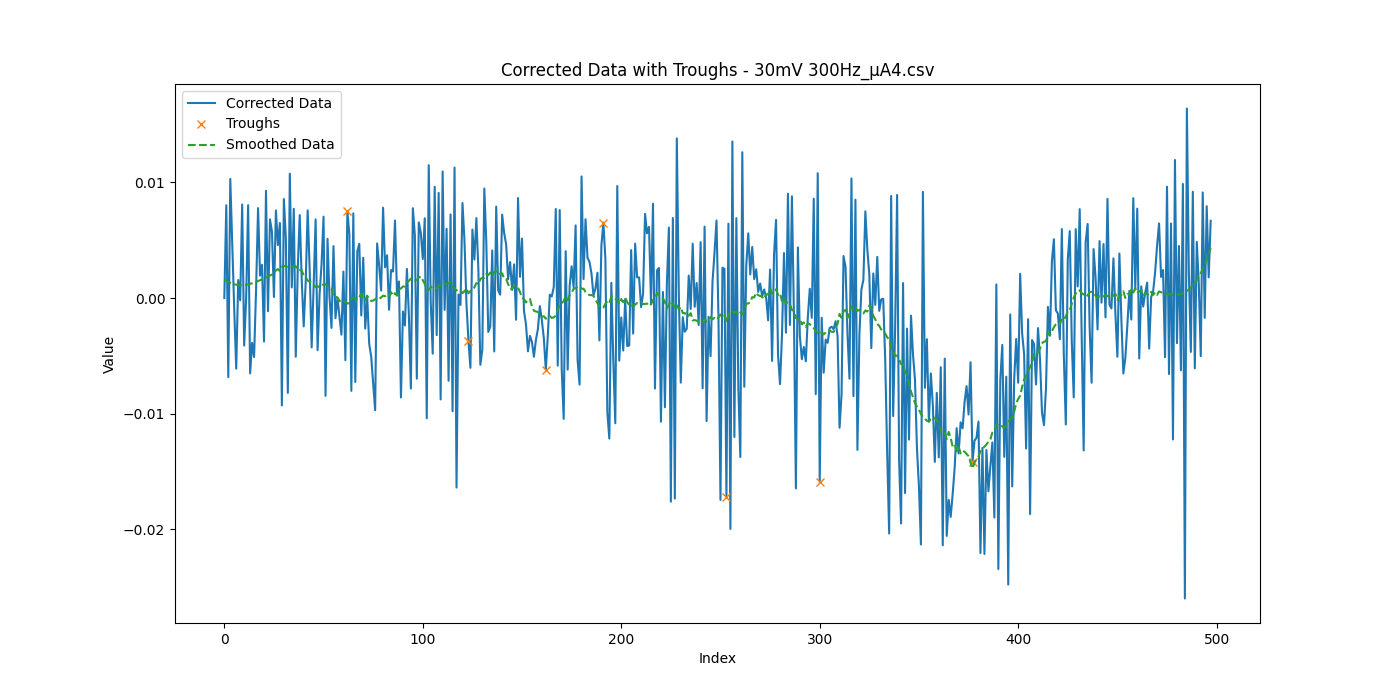 Corrected Data with Troughs - 30mV 300Hz_μA4.csv
Corrected Data
Troughs
Smoothed Data
Value
0.01
0.00
−0.01
−0.02
0 100 200 300 400 500
Index